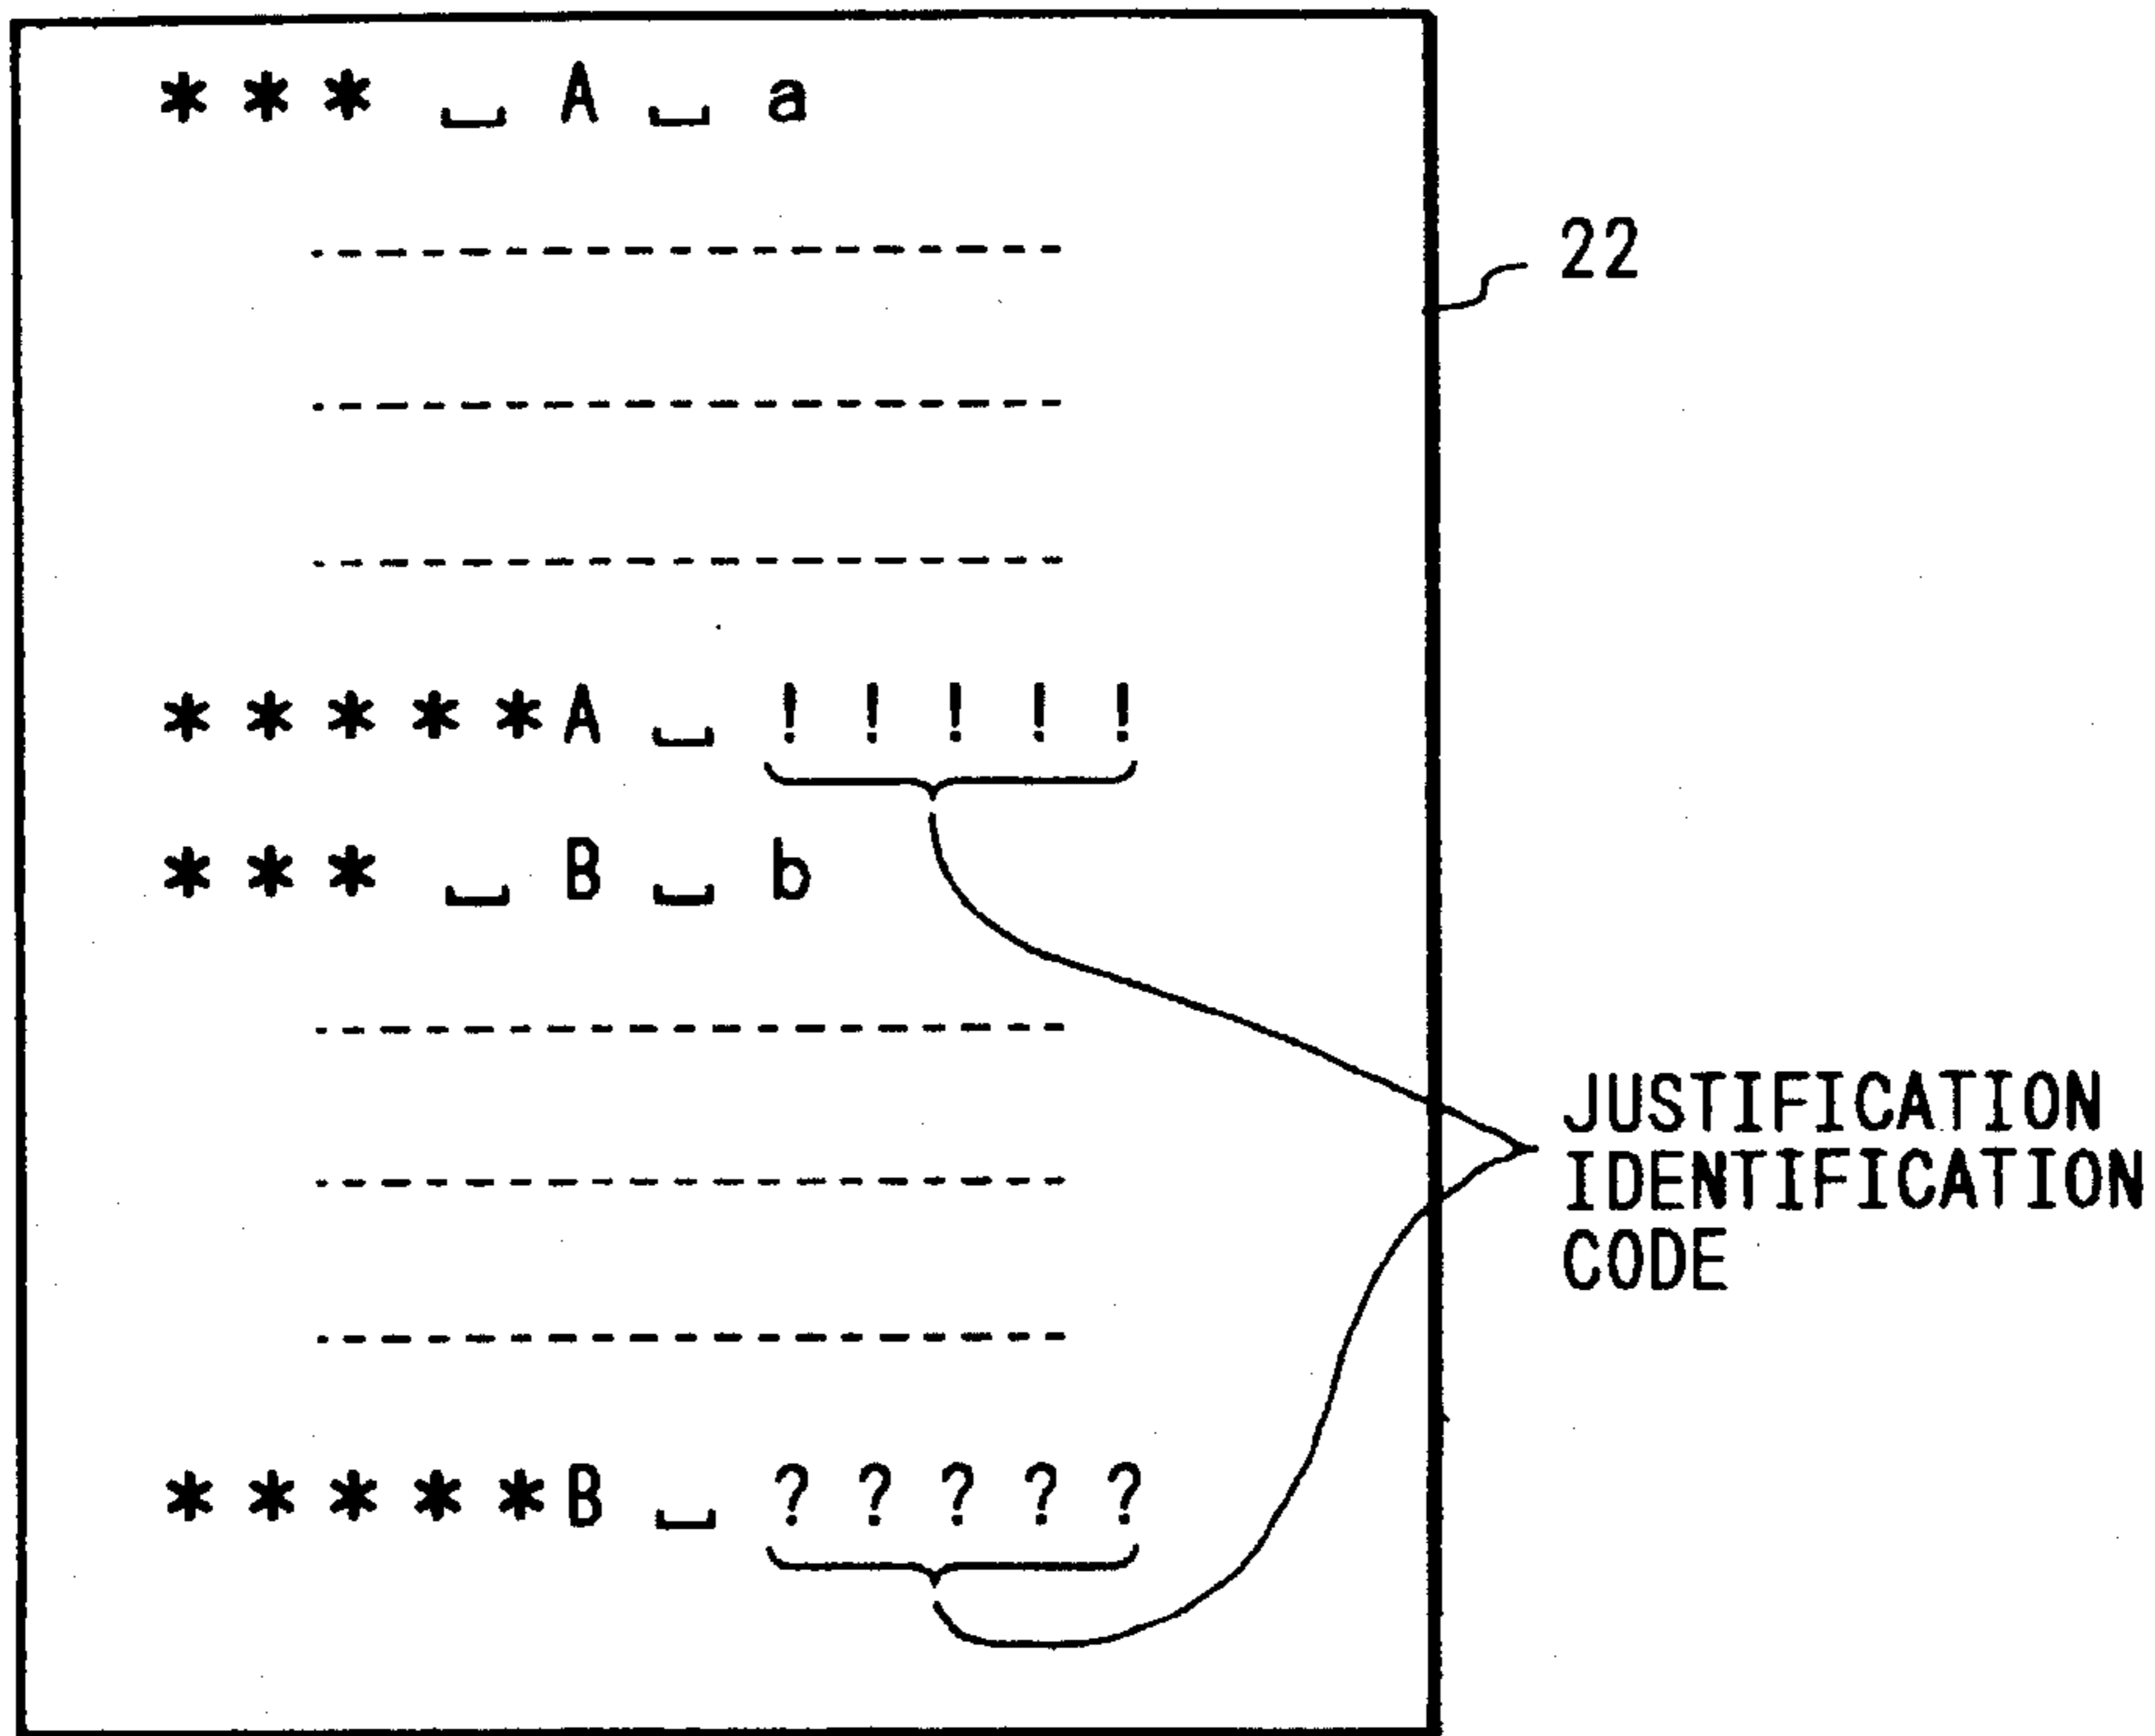 * * * ⎵ A ⎵ a
------------------
------------------
------------------
* * * * * A ⎵ ! ! ! ! !
* * * ⎵ B ⎵ b
------------------
------------------
------------------
* * * * * B ⎵ ? ? ? ? ?
22
JUSTIFICATION
IDENTIFICATION
CODE